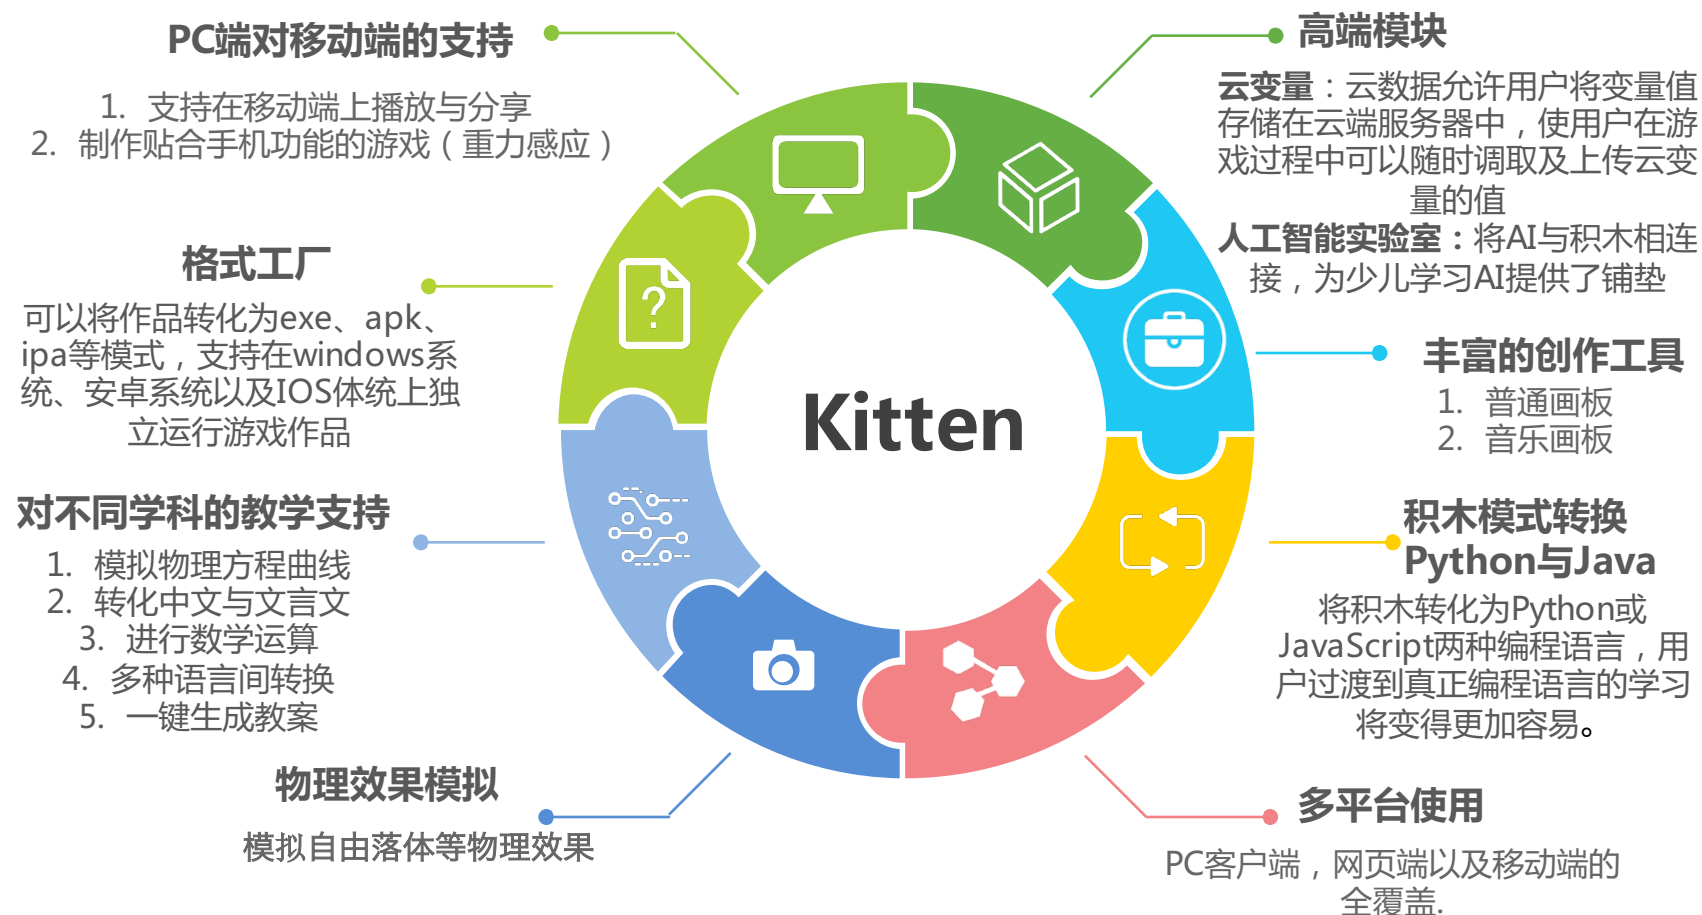 PC端对移动端的支持
1. 支持在移动端上播放与分享
2. 制作贴合手机功能的游戏（重力感应）
格式工厂
可以将作品转化为exe、apk、
ipa等模式，支持在windows系
统、安卓系统以及IOS体统上独
立运行游戏作品
对不同学科的教学支持
1. 模拟物理方程曲线
2. 转化中文与文言文
3. 进行数学运算
4. 多种语言间转换
5. 一键生成教案
物理效果模拟
模拟自由落体等物理效果
?
Kitten
高端模块
云变量：云数据允许用户将变量值
存储在云端服务器中，使用户在游
戏过程中可以随时调取及上传云变
量的值
人工智能实验室：将AI与积木相连
接，为少儿学习AI提供了铺垫
丰富的创作工具
1. 普通画板
2. 音乐画板
积木模式转换
Python与Java
将积木转化为Python或
JavaScript两种编程语言，用
户过渡到真正编程语言的学习
将变得更加容易。
多平台使用
PC客户端，网页端以及移动端的
全覆盖.